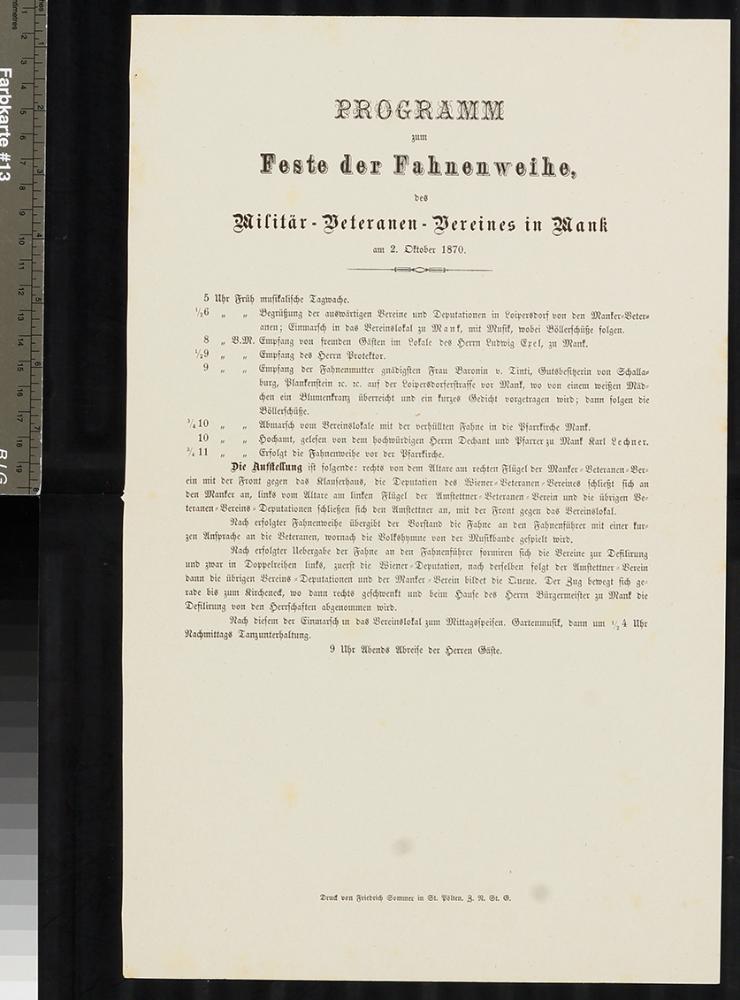 PROGRAMM
zum
Feste der Fahnenweihe,
des
Militär-Veteranen-Vereines in Mank
am 2. Oktober 1870.
5 Uhr Früh musikalische Tagwache.
½6 „ „ Begrüßung der auswärtigen Vereine und Deputationen in Loipersdorf von den Manker-Veter-
anen; Einmarsch in das Vereinslokal zu Mank, mit Musik, wobei Böllerschüße folgen.
8 „ V.M. Empfang von fremden Gästen im Lokale des Herrn Ludwig Exel, zu Mank.
½9 „ „ Empfang des Herrn Protektor.
9 „ „ Empfang der Fahnenmutter gnädigsten Frau Baronin v. Tinti, Gutsbesitzerin von Schalla-
burg, Plankenstein ꝛc. ꝛc. auf der Loipersdorferstrasse vor Mank, wo von einem weißen Mäd-
chen ein Blumenkranz überreicht und ein kurzes Gedicht vorgetragen wird; dann folgen die
Böllerschüße.
¾10 „ „ Abmarsch vom Vereinslokale mit der verhüllten Fahne in die Pfarrkirche Mank.
10 „ „ Hochamt, gelesen von dem hochwürdigen Herrn Dechant und Pfarrer zu Mank Karl Lechner.
¾11 „ „ Erfolgt die Fahnenweihe vor der Pfarrkirche.
Die Aufstellung ist folgende: rechts von dem Altare am rechten Flügel der Manker-Veteranen-Ver-
ein mit der Front gegen das Klauserhaus, die Deputation des Wiener-Veteranen-Vereines schließt sich an
den Manker an, links vom Altare am linken Flügel der Amstettner-Veteranen-Verein und die übrigen Ve-
teranen-Vereins-Deputationen schließen sich den Amstettner an, mit der Front gegen das Vereinslokal.
Nach erfolgter Fahnenweihe übergibt der Vorstand die Fahne an den Fahnenführer mit einer kur-
zen Ansprache an die Veteranen, wornach die Volkshymne von der Musikbande gespielt wird.
Nach erfolgter Uebergabe der Fahne an den Fahnenführer formiren sich die Vereine zur Defilirung
und zwar in Doppelreihen links, zuerst die Wiener-Deputation, nach derselben folgt der Amstettner-Verein
dann die übrigen Vereins-Deputationen und der Manker-Verein bildet die Queue. Der Zug bewegt sich ge-
rade bis zum Kircheneck, wo dann rechts geschwenkt und beim Hause des Herrn Bürgermeister zu Mank die
Defilirung von den Herrschaften abgenommen wird.
Nach diesem der Einmarsch in das Vereinslokal zum Mittagspeisen. Gartenmusik, dann um ½4 Uhr
Nachmittags Tanzunterhaltung.
9 Uhr Abends Abreise der Herren Gäste.
Druck von Friedrich Sommer in St. Pölten. Z. N. St. G.
Farbkarte #13
B.I.G.